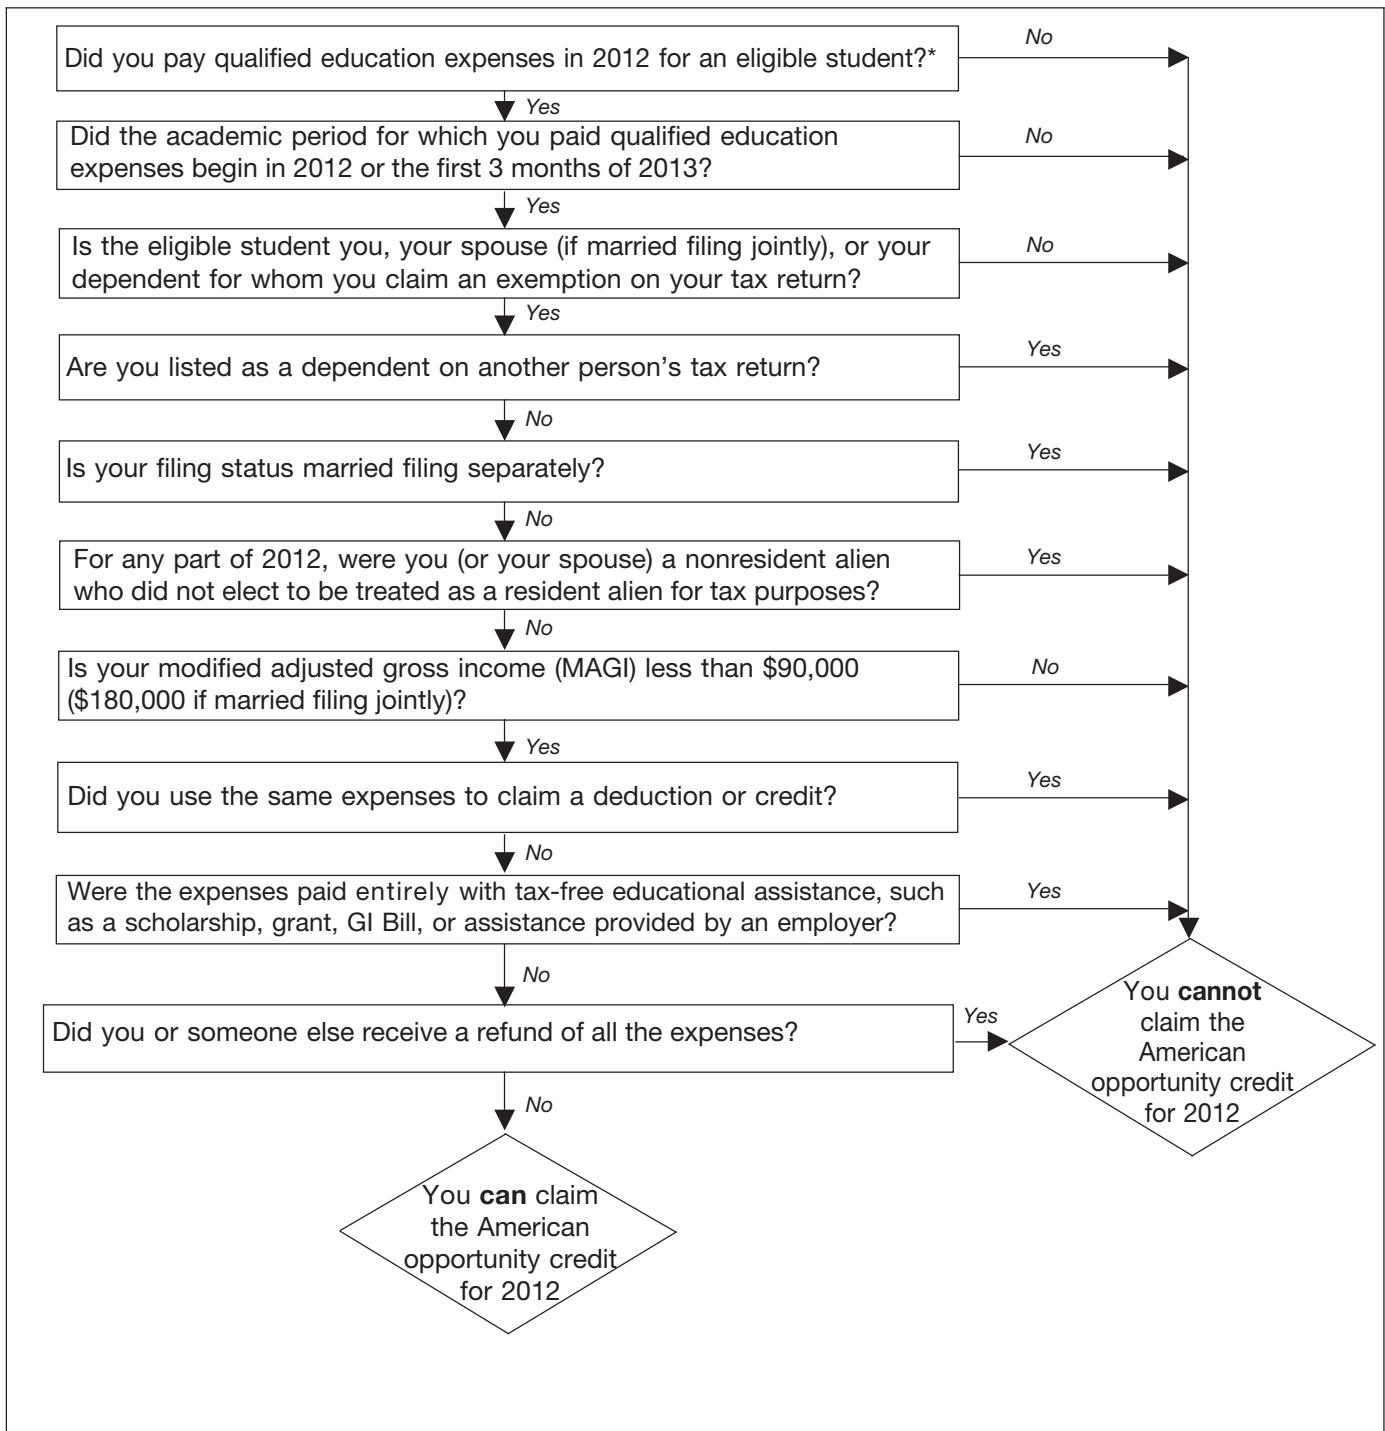 Did you pay qualified education expenses in 2012 for an eligible student?*
No
Yes
Did the academic period for which you paid qualified education
expenses begin in 2012 or the first 3 months of 2013?
No
Yes
Is the eligible student you, your spouse (if married filing jointly), or your
dependent for whom you claim an exemption on your tax return?
No
Yes
Are you listed as a dependent on another person's tax return?
Yes
No
Is your filing status married filing separately?
Yes
No
For any part of 2012, were you (or your spouse) a nonresident alien
who did not elect to be treated as a resident alien for tax purposes?
Yes
No
Is your modified adjusted gross income (MAGI) less than $90,000
($180,000 if married filing jointly)?
No
Yes
Did you use the same expenses to claim a deduction or credit?
Yes
No
Were the expenses paid entirely with tax-free educational assistance, such
as a scholarship, grant, GI Bill, or assistance provided by an employer?
Yes
No
Did you or someone else receive a refund of all the expenses?
Yes
You cannot
claim the
American
opportunity credit
for 2012
No
You can claim
the American
opportunity credit
for 2012